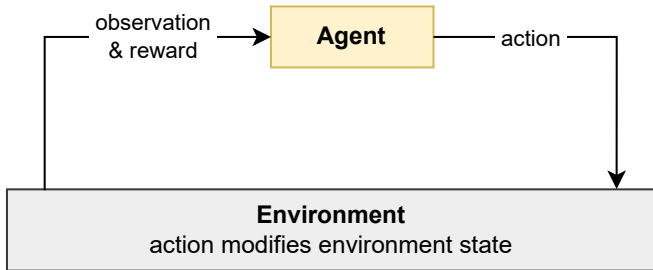 observation
& reward
Agent
action
Environment
action modifies environment state